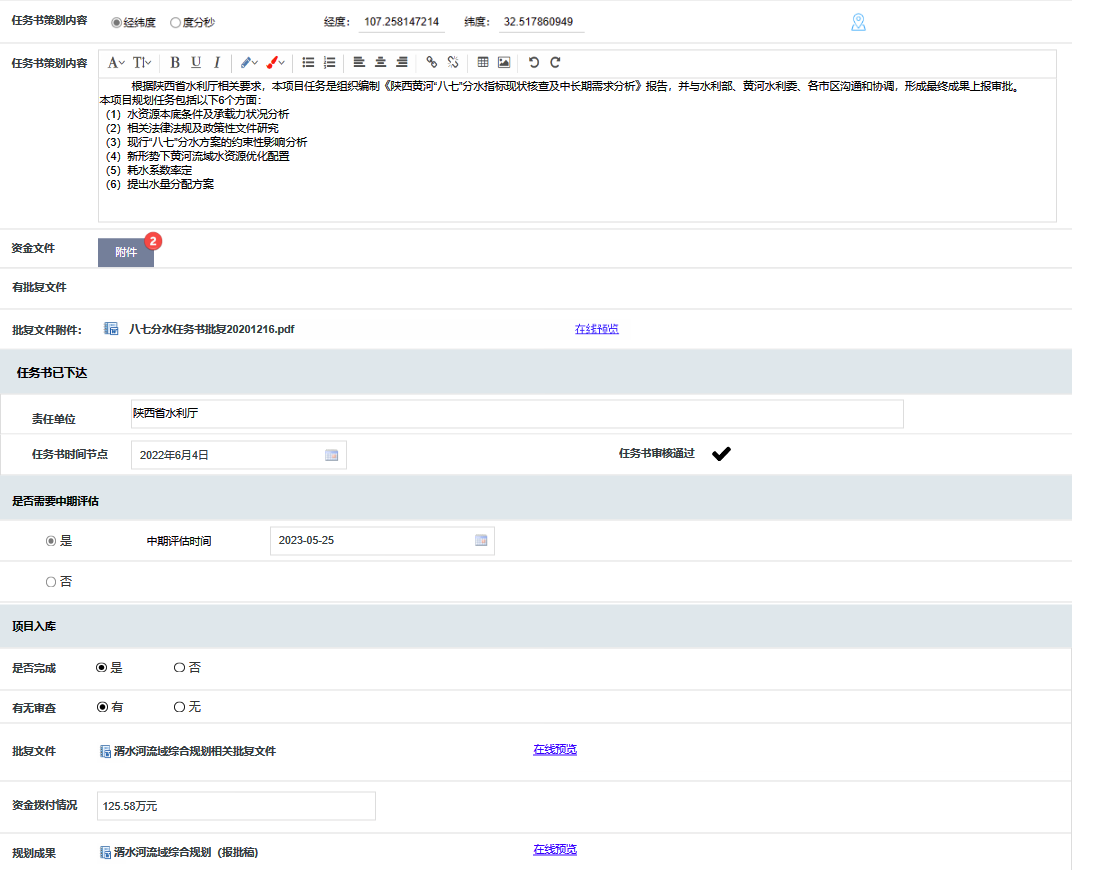 任务书策划内容 经纬度 度分秒 经度： 107.258147214 纬度： 32.517860949
任务书策划内容 A TI B U I
根据陕西省水利厅相关要求，本项目任务是组织编制《陕西黄河“八七”分水指标现状核查及中长期需求分析》报告，并与水利部、黄河水利委、各市区沟通和协调，形成最终成果上报审批。
本项目规划任务包括以下6个方面：
（1）水资源本底条件及承载力状况分析
（2）相关法律法规及政策性文件研究
（3）现行“八七”分水方案的约束性影响分析
（4）新形势下黄河流域水资源优化配置
（5）耗水系数率定
（6）提出水量分配方案
资金文件 附件 2
有批复文件
批复文件附件： 八七分水任务书批复20201216.pdf 在线预览
任务书已下达
责任单位 陕西省水利厅
任务书时间节点 2022年6月4日 任务书审核通过
是否需要中期评估
是 中期评估时间 2023-05-25
否
项目入库
是否完成 是 否
有无审查 有 无
批复文件 湑水河流域综合规划相关批复文件 在线预览
资金拨付情况 125.58万元
规划成果 湑水河流域综合规划（报批稿） 在线预览